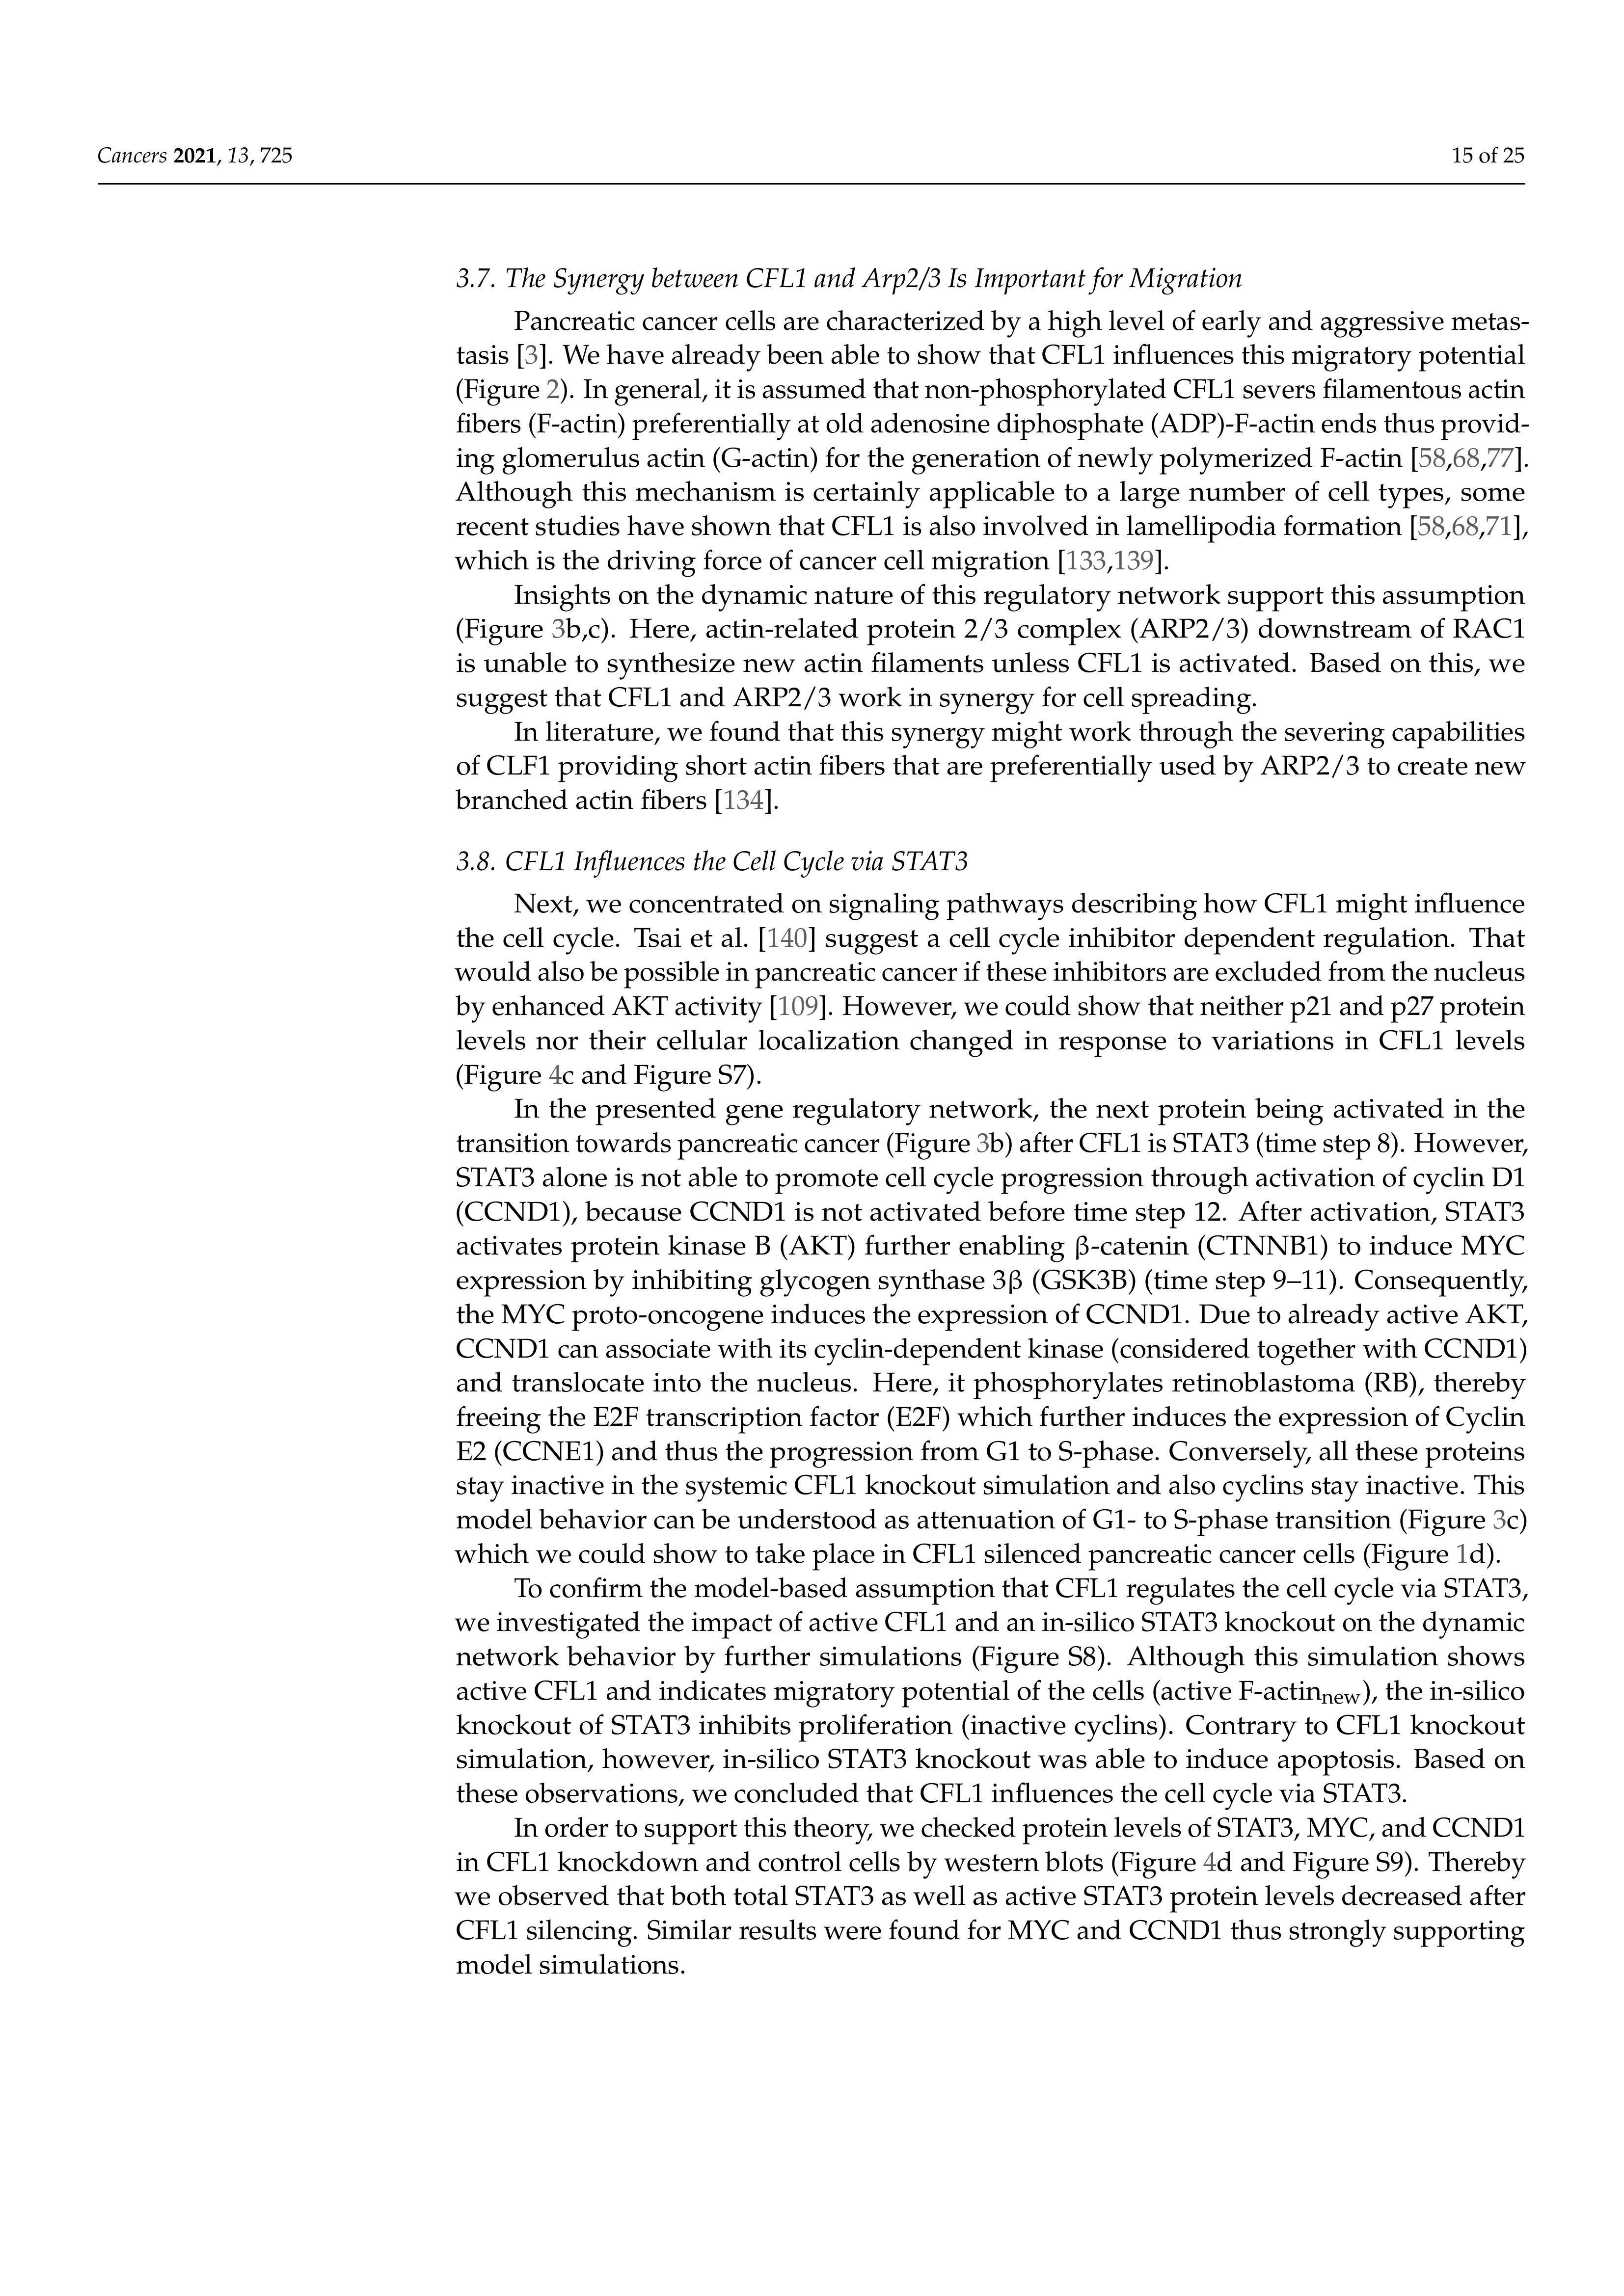 Cancers 2021, 13, 725
15 of 25
3.7. The Synergy between CFL1 and Arp2/3 Is Important for Migration
Pancreatic cancer cells are characterized by a high level of early and aggressive metas-
tasis [3]. We have already been able to show that CFL1 influences this migratory potential
(Figure 2). In general, it is assumed that non-phosphorylated CFL1 severs filamentous actin
fibers (F-actin) preferentially at old adenosine diphosphate (ADP)-F-actin ends thus provid-
ing glomerulus actin (G-actin) for the generation of newly polymerized F-actin [58,68,77].
Although this mechanism is certainly applicable to a large number of cell types, some
recent studies have shown that CFL1 is also involved in lamellipodia formation [58,68,71],
which is the driving force of cancer cell migration [133,139].
Insights on the dynamic nature of this regulatory network support this assumption
(Figure 3b,c). Here, actin-related protein 2/3 complex (ARP2/3) downstream of RAC1
is unable to synthesize new actin filaments unless CFL1 is activated. Based on this, we
suggest that CFL1 and ARP2/3 work in synergy for cell spreading.
In literature, we found that this synergy might work through the severing capabilities
of CLF1 providing short actin fibers that are preferentially used by ARP2/3 to create new
branched actin fibers [134].
3.8. CFL1 Influences the Cell Cycle via STAT3
Next, we concentrated on signaling pathways describing how CFL1 might influence
the cell cycle. Tsai et al. [140] suggest a cell cycle inhibitor dependent regulation. That
would also be possible in pancreatic cancer if these inhibitors are excluded from the nucleus
by enhanced AKT activity [109]. However, we could show that neither p21 and p27 protein
levels nor their cellular localization changed in response to variations in CFL1 levels
(Figure 4c and Figure S7).
In the presented gene regulatory network, the next protein being activated in the
transition towards pancreatic cancer (Figure 3b) after CFL1 is STAT3 (time step 8). However,
STAT3 alone is not able to promote cell cycle progression through activation of cyclin D1
(CCND1), because CCND1 is not activated before time step 12. After activation, STAT3
activates protein kinase B (AKT) further enabling β-catenin (CTNNB1) to induce MYC
expression by inhibiting glycogen synthase 3β (GSK3B) (time step 9–11). Consequently,
the MYC proto-oncogene induces the expression of CCND1. Due to already active AKT,
CCND1 can associate with its cyclin-dependent kinase (considered together with CCND1)
and translocate into the nucleus. Here, it phosphorylates retinoblastoma (RB), thereby
freeing the E2F transcription factor (E2F) which further induces the expression of Cyclin
E2 (CCNE1) and thus the progression from G1 to S-phase. Conversely, all these proteins
stay inactive in the systemic CFL1 knockout simulation and also cyclins stay inactive. This
model behavior can be understood as attenuation of G1- to S-phase transition (Figure 3c)
which we could show to take place in CFL1 silenced pancreatic cancer cells (Figure 1d).
To confirm the model-based assumption that CFL1 regulates the cell cycle via STAT3,
we investigated the impact of active CFL1 and an in-silico STAT3 knockout on the dynamic
network behavior by further simulations (Figure S8). Although this simulation shows
active CFL1 and indicates migratory potential of the cells (active F-actinnew), the in-silico
knockout of STAT3 inhibits proliferation (inactive cyclins). Contrary to CFL1 knockout
simulation, however, in-silico STAT3 knockout was able to induce apoptosis. Based on
these observations, we concluded that CFL1 influences the cell cycle via STAT3.
In order to support this theory, we checked protein levels of STAT3, MYC, and CCND1
in CFL1 knockdown and control cells by western blots (Figure 4d and Figure S9). Thereby
we observed that both total STAT3 as well as active STAT3 protein levels decreased after
CFL1 silencing. Similar results were found for MYC and CCND1 thus strongly supporting
model simulations.